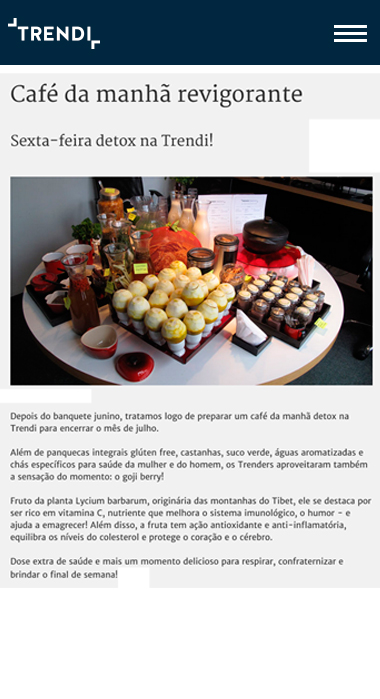 TRENDI
Café da manhã revigorante
Sexta-feira detox na Trendi!
Depois do banquete junino, tratamos logo de preparar um café da manhã detox na
Trendi para encerrar o mês de julho.
Além de panquecas integrais glúten free, castanhas, suco verde, águas aromatizadas e
chás específicos para saúde da mulher e do homem, os Trenders aproveitaram também
a sensação do momento: o goji berry!
Fruto da planta Lycium barbarum, originária das montanhas do Tibet, ele se destaca por
ser rico em vitamina C, nutriente que melhora o sistema imunológico, o humor - e
ajuda a emagrecer! Além disso, a fruta tem ação antioxidante e anti-inflamatória,
equilibra os níveis do colesterol e protege o coração e o cérebro.
Dose extra de saúde e mais um momento delicioso para respirar, confraternizar e
brindar o final de semana!